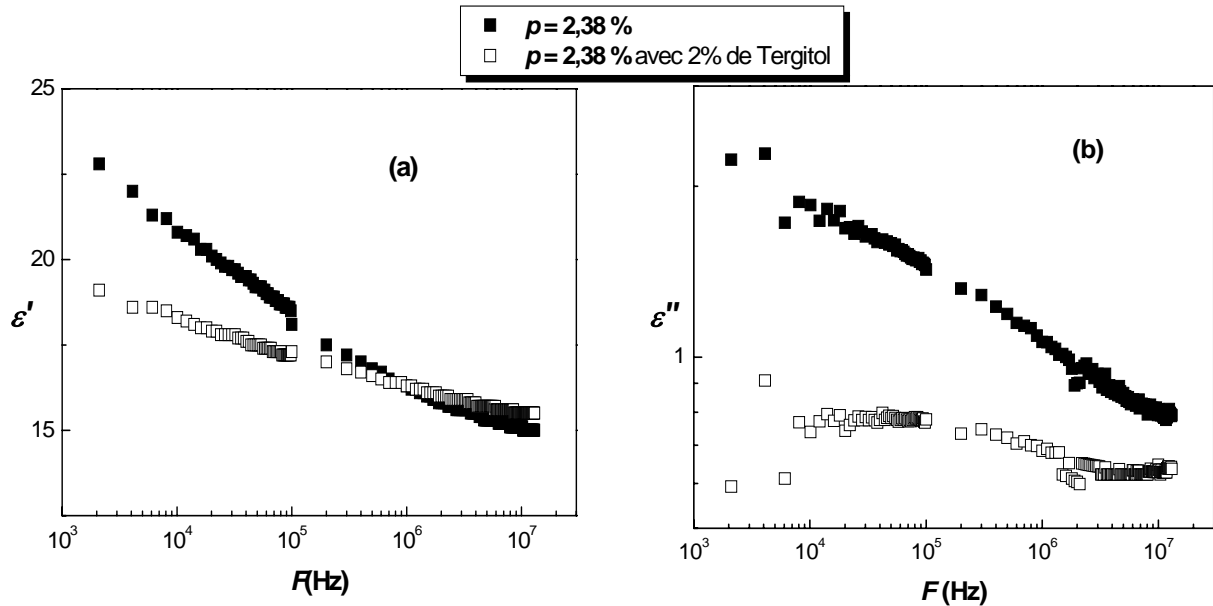 p = 2,38 %
p = 2,38 % avec 2% de Tergitol
(a)
25
20
15
ε'
10³ 10⁴ 10⁵ 10⁶ 10⁷
F(Hz)
(b)
1
ε''
10³ 10⁴ 10⁵ 10⁶ 10⁷
F (Hz)